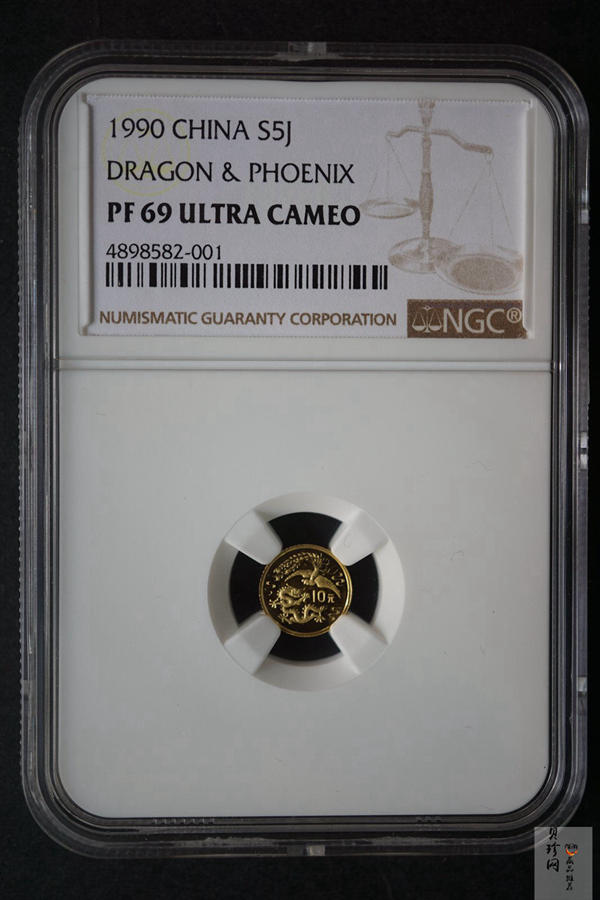 1990 CHINA S5J
DRAGON & PHOENIX
PF 69 ULTRA CAMEO
4898582-001
NUMISMATIC GUARANTY CORPORATION
NGC®
10元
贝珍网